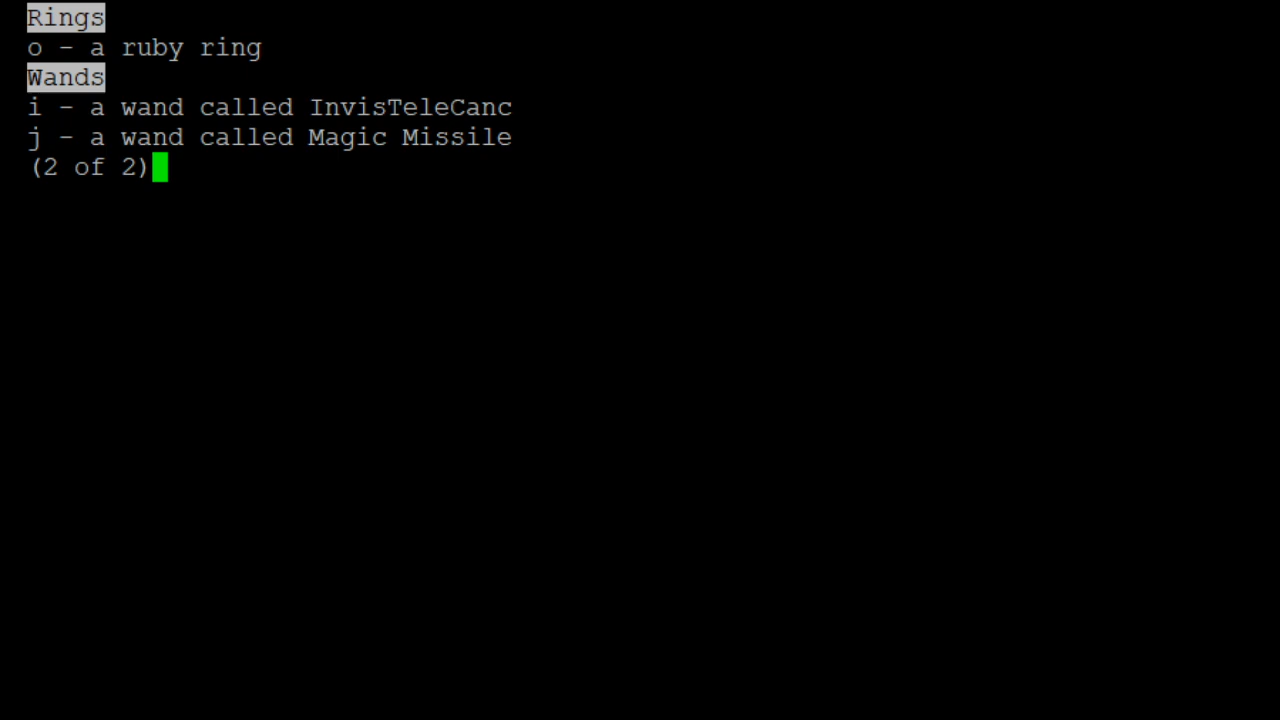 Rings
o - a ruby ring
Wands
i - a wand called InvisTeleCanc
j - a wand called Magic Missile
(2 of 2)